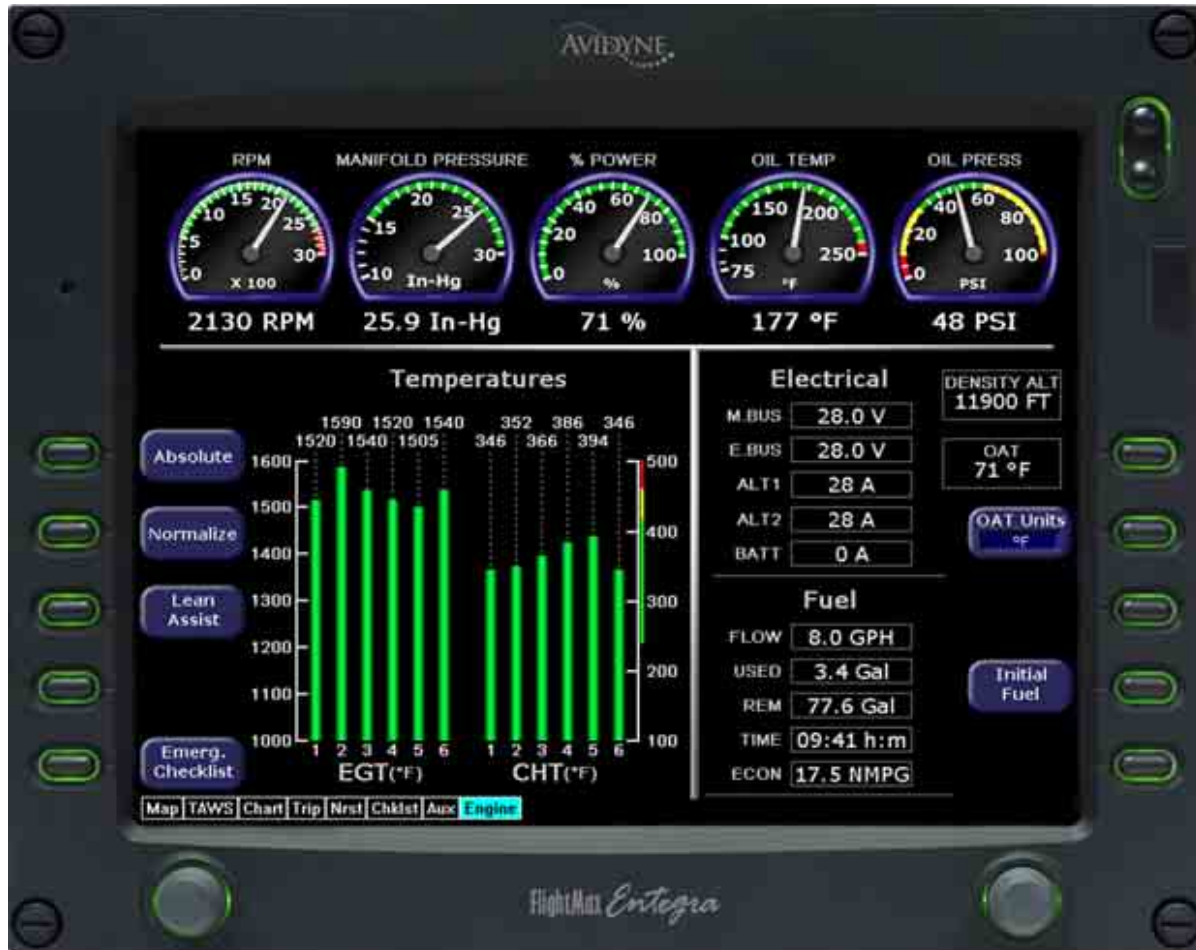 AVIDYNE
RPM
MANIFOLD PRESSURE
% POWER
OIL TEMP
OIL PRESS
0 5 10 15 20 25 30
X 100
10 15 20 25 30
In-Hg
0 20 40 60 80 100
%
75 100 150 200 250
°F
0 20 40 60 80 100
PSI
2130 RPM
25.9 In-Hg
71 %
177 °F
48 PSI
Temperatures
Absolute
Normalize
Lean
Assist
Emerg.
Checklist
1590 1520 1540
1520 1540 1505
1600
1500
1400
1300
1200
1100
1000
1 2 3 4 5 6
EGT(°F)
352 386 346
346 366 394
500
400
300
200
100
1 2 3 4 5 6
CHT(°F)
Electrical
M.BUS 28.0 V
E.BUS 28.0 V
ALT1 28 A
ALT2 28 A
BATT 0 A
Fuel
FLOW 8.0 GPH
USED 3.4 Gal
REM 77.6 Gal
TIME 09:41 h:m
ECON 17.5 NMPG
DENSITY ALT
11900 FT
OAT
71 °F
OAT Units
°F
Initial
Fuel
Map TAWS Chart Trip Nrst Chklst Aux Engine
FlightMax Entegra